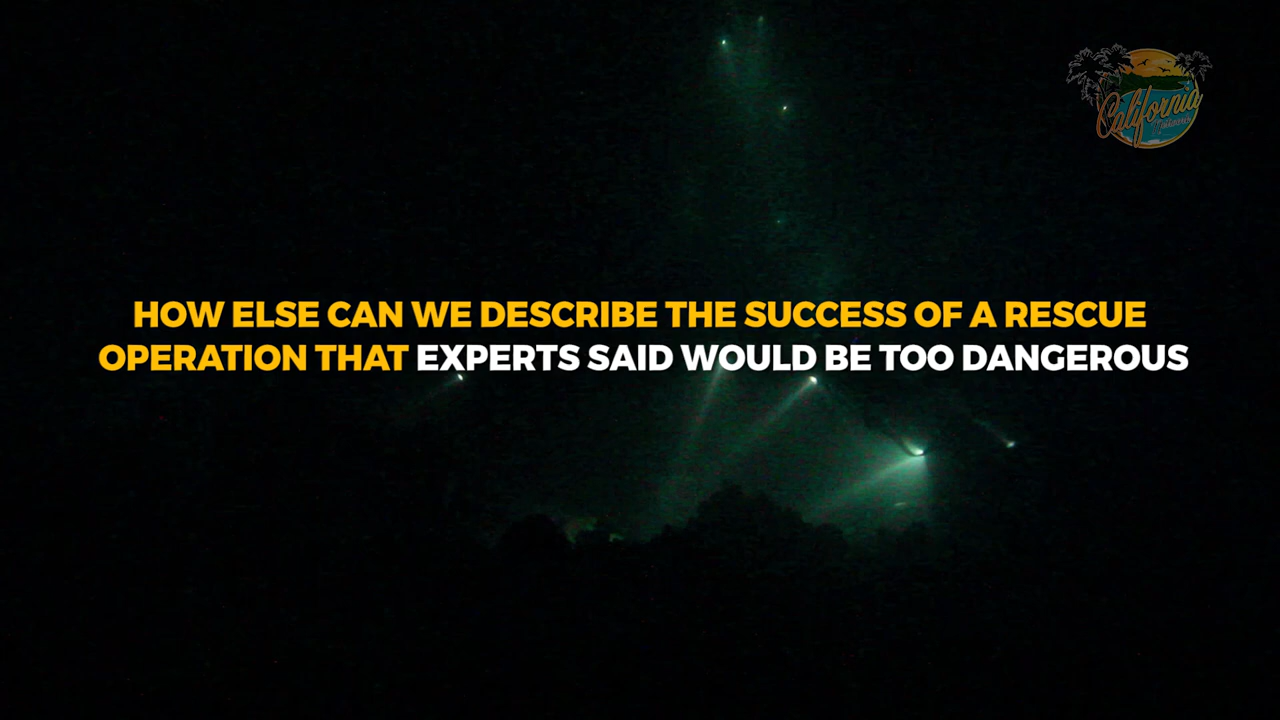 California
HOW ELSE CAN WE DESCRIBE THE SUCCESS OF A RESCUE
OPERATION THAT EXPERTS SAID WOULD BE TOO DANGEROUS